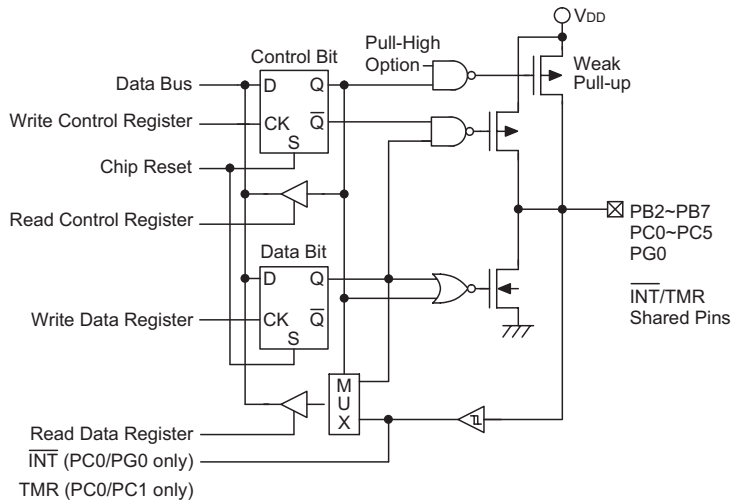 VDD
Control Bit
Pull-High
Option
Weak
Pull-up
Data Bus
D
Q
Write Control Register
CK
Q̅
S
Chip Reset
Read Control Register
PB2~PB7
PC0~PC5
PG0
Data Bit
D
Q
I̅N̅T̅/TMR
Shared Pins
Write Data Register
CK
Q̅
S
M
U
X
Read Data Register
I̅N̅T̅ (PC0/PG0 only)
TMR (PC0/PC1 only)